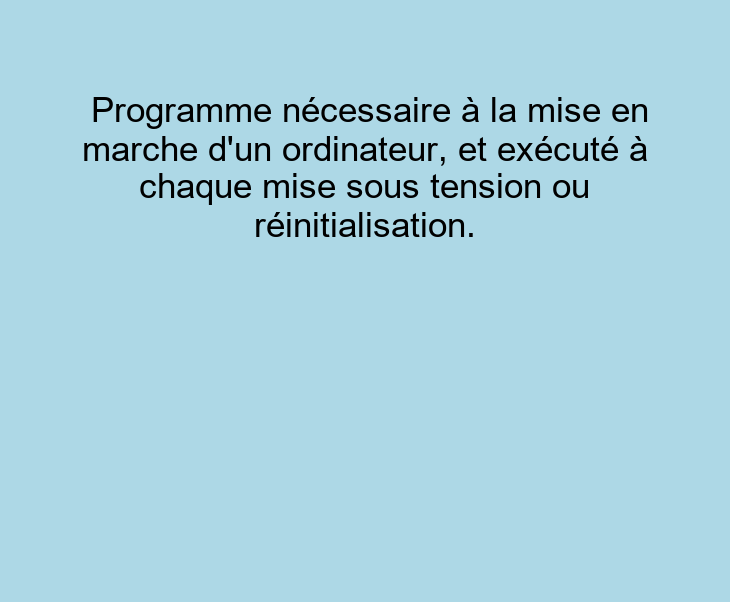 Programme nécessaire à la mise en
marche d'un ordinateur, et exécuté à
chaque mise sous tension ou
réinitialisation.